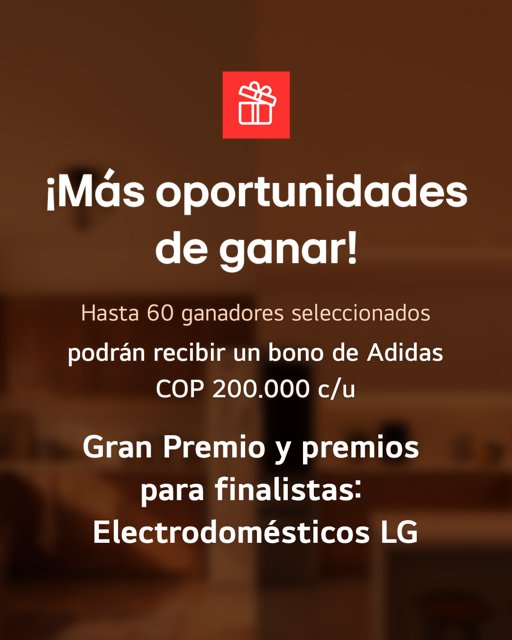 ¡Más oportunidades
de ganar!
Hasta 60 ganadores seleccionados
podrán recibir un bono de Adidas
COP 200.000 c/u
Gran Premio y premios
para finalistas:
Electrodomésticos LG